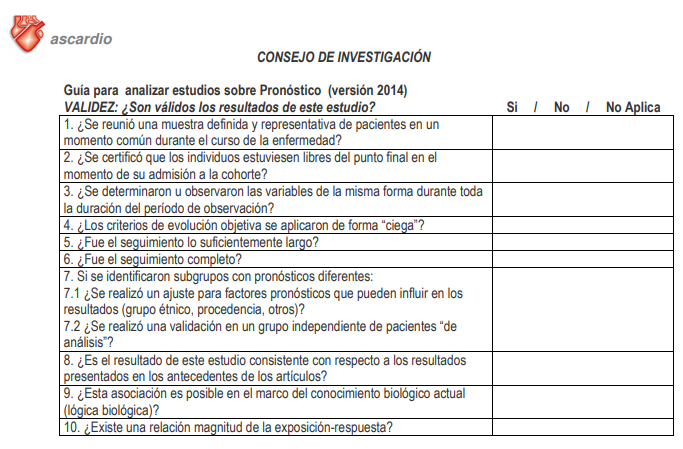 ascardio
CONSEJO DE INVESTIGACIÓN
Guía para analizar estudios sobre Pronóstico (versión 2014)
VALIDEZ: ¿Son válidos los resultados de este estudio? Si / No / No Aplica
1. ¿Se reunió una muestra definida y representativa de pacientes en un
momento común durante el curso de la enfermedad?
2. ¿Se certificó que los individuos estuviesen libres del punto final en el
momento de su admisión a la cohorte?
3. ¿Se determinaron u observaron las variables de la misma forma durante toda
la duración del período de observación?
4. ¿Los criterios de evolución objetiva se aplicaron de forma “ciega”?
5. ¿Fue el seguimiento lo suficientemente largo?
6. ¿Fue el seguimiento completo?
7. Si se identificaron subgrupos con pronósticos diferentes:
7.1 ¿Se realizó un ajuste para factores pronósticos que pueden influir en los
resultados (grupo étnico, procedencia, otros)?
7.2 ¿Se realizó una validación en un grupo independiente de pacientes “de
análisis”?
8. ¿Es el resultado de este estudio consistente con respecto a los resultados
presentados en los antecedentes de los artículos?
9. ¿Esta asociación es posible en el marco del conocimiento biológico actual
(lógica biológica)?
10. ¿Existe una relación magnitud de la exposición-respuesta?